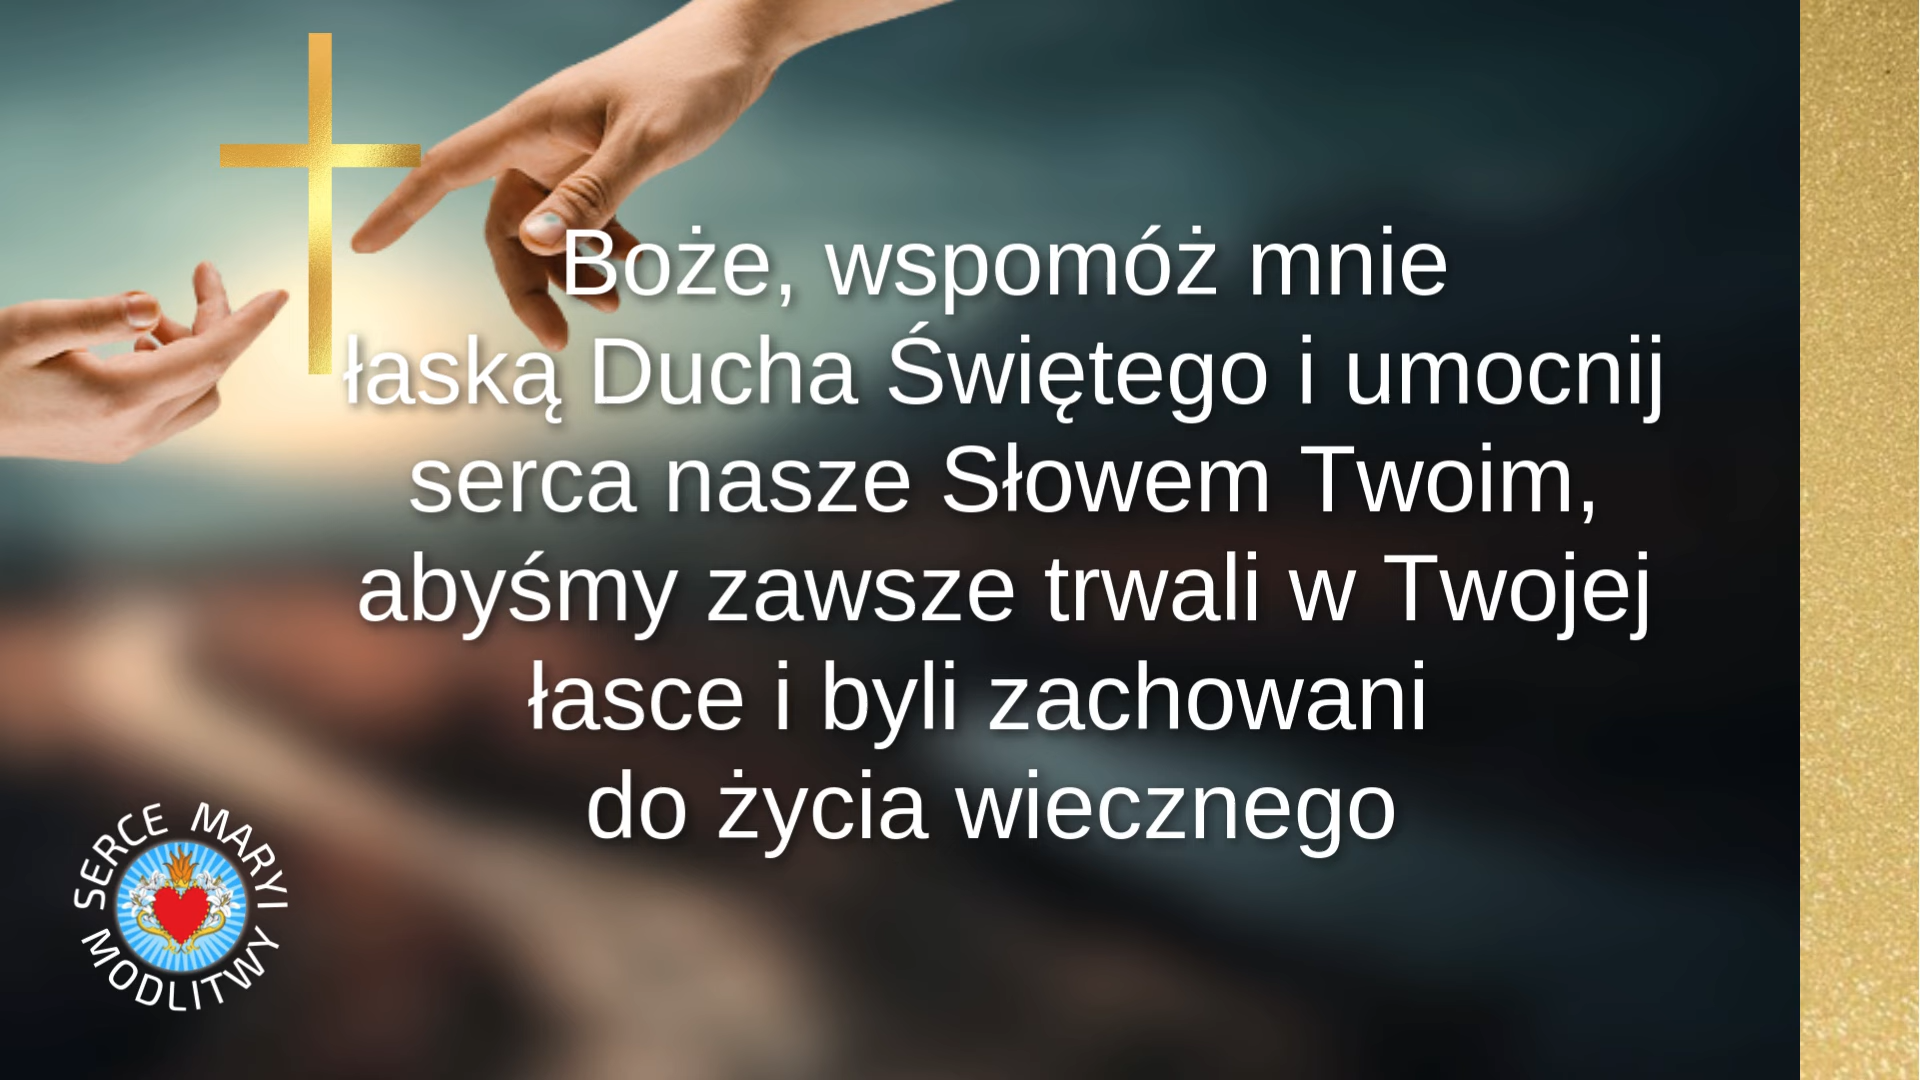 Boże, wspomóż mnie
łaską Ducha Świętego i umocnij
serca nasze Słowem Twoim,
abyśmy zawsze trwali w Twojej
łasce i byli zachowani
do życia wiecznego
SERCE MARYI
MODLITWY